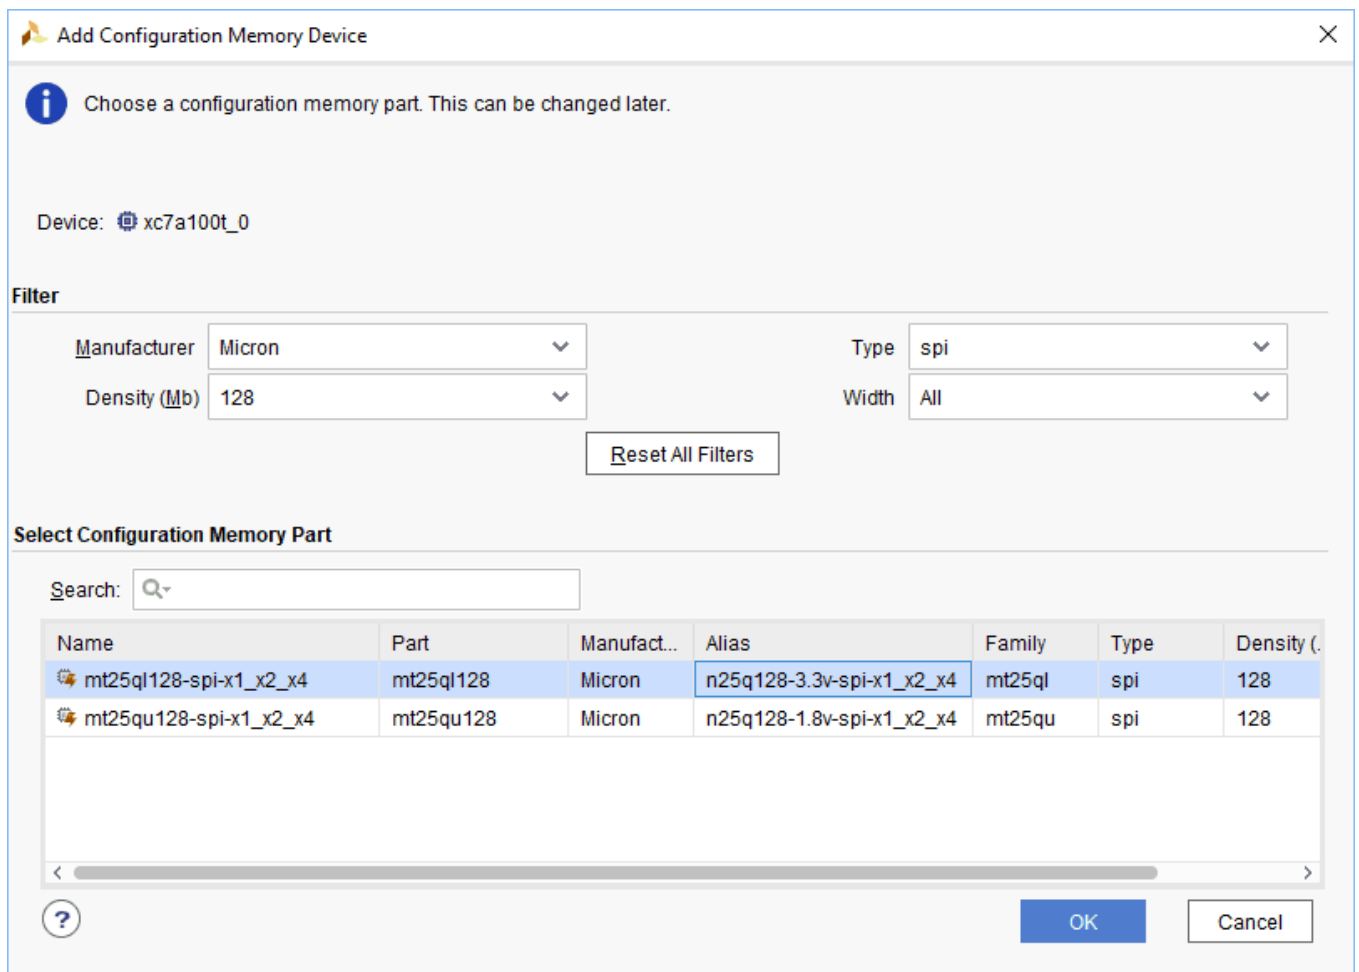 Add Configuration Memory Device
Choose a configuration memory part. This can be changed later.
Device: xc7a100t_0
Filter
Manufacturer Micron Type spi
Density (Mb) 128 Width All
Reset All Filters
Select Configuration Memory Part
Search:
Name Part Manufact... Alias Family Type Density (.
mt25ql128-spi-x1_x2_x4 mt25ql128 Micron n25q128-3.3v-spi-x1_x2_x4 mt25ql spi 128
mt25qu128-spi-x1_x2_x4 mt25qu128 Micron n25q128-1.8v-spi-x1_x2_x4 mt25qu spi 128
? OK Cancel